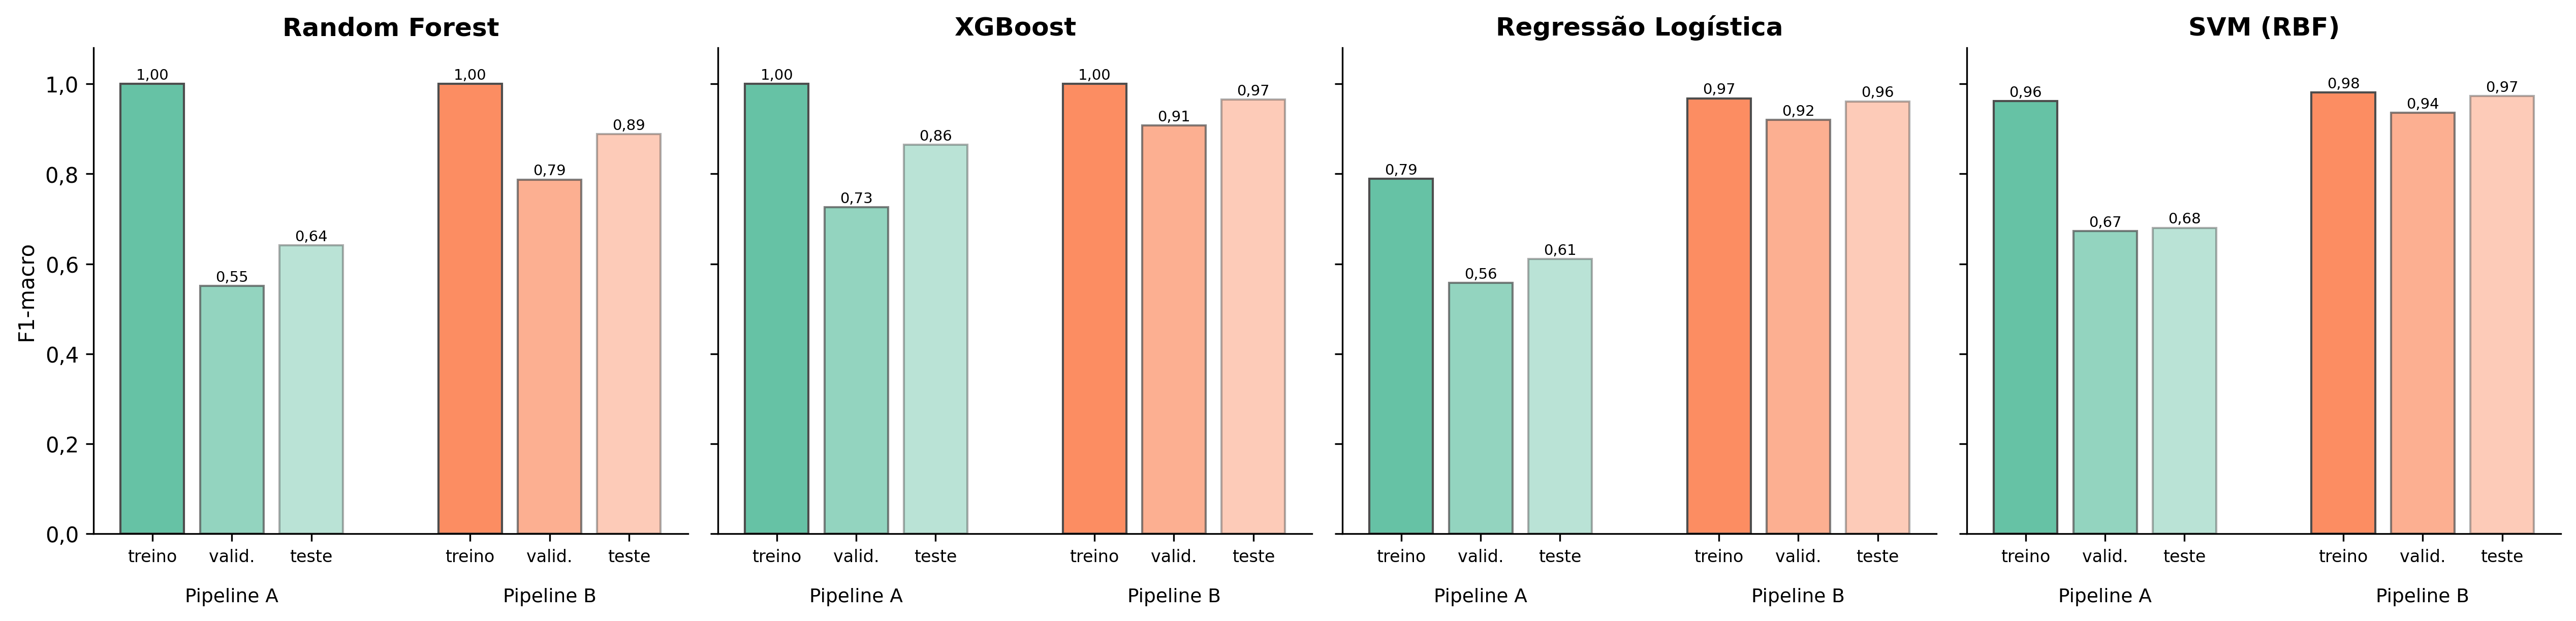 Random Forest
XGBoost
Regressão Logística
SVM (RBF)
F1-macro
1,0
0,8
0,6
0,4
0,2
0,0
1,00
0,55
0,64
1,00
0,79
0,89
1,00
0,73
0,86
1,00
0,91
0,97
0,79
0,56
0,61
0,97
0,92
0,96
0,96
0,67
0,68
0,98
0,94
0,97
treino valid. teste treino valid. teste
Pipeline A Pipeline B
treino valid. teste treino valid. teste
Pipeline A Pipeline B
treino valid. teste treino valid. teste
Pipeline A Pipeline B
treino valid. teste treino valid. teste
Pipeline A Pipeline B